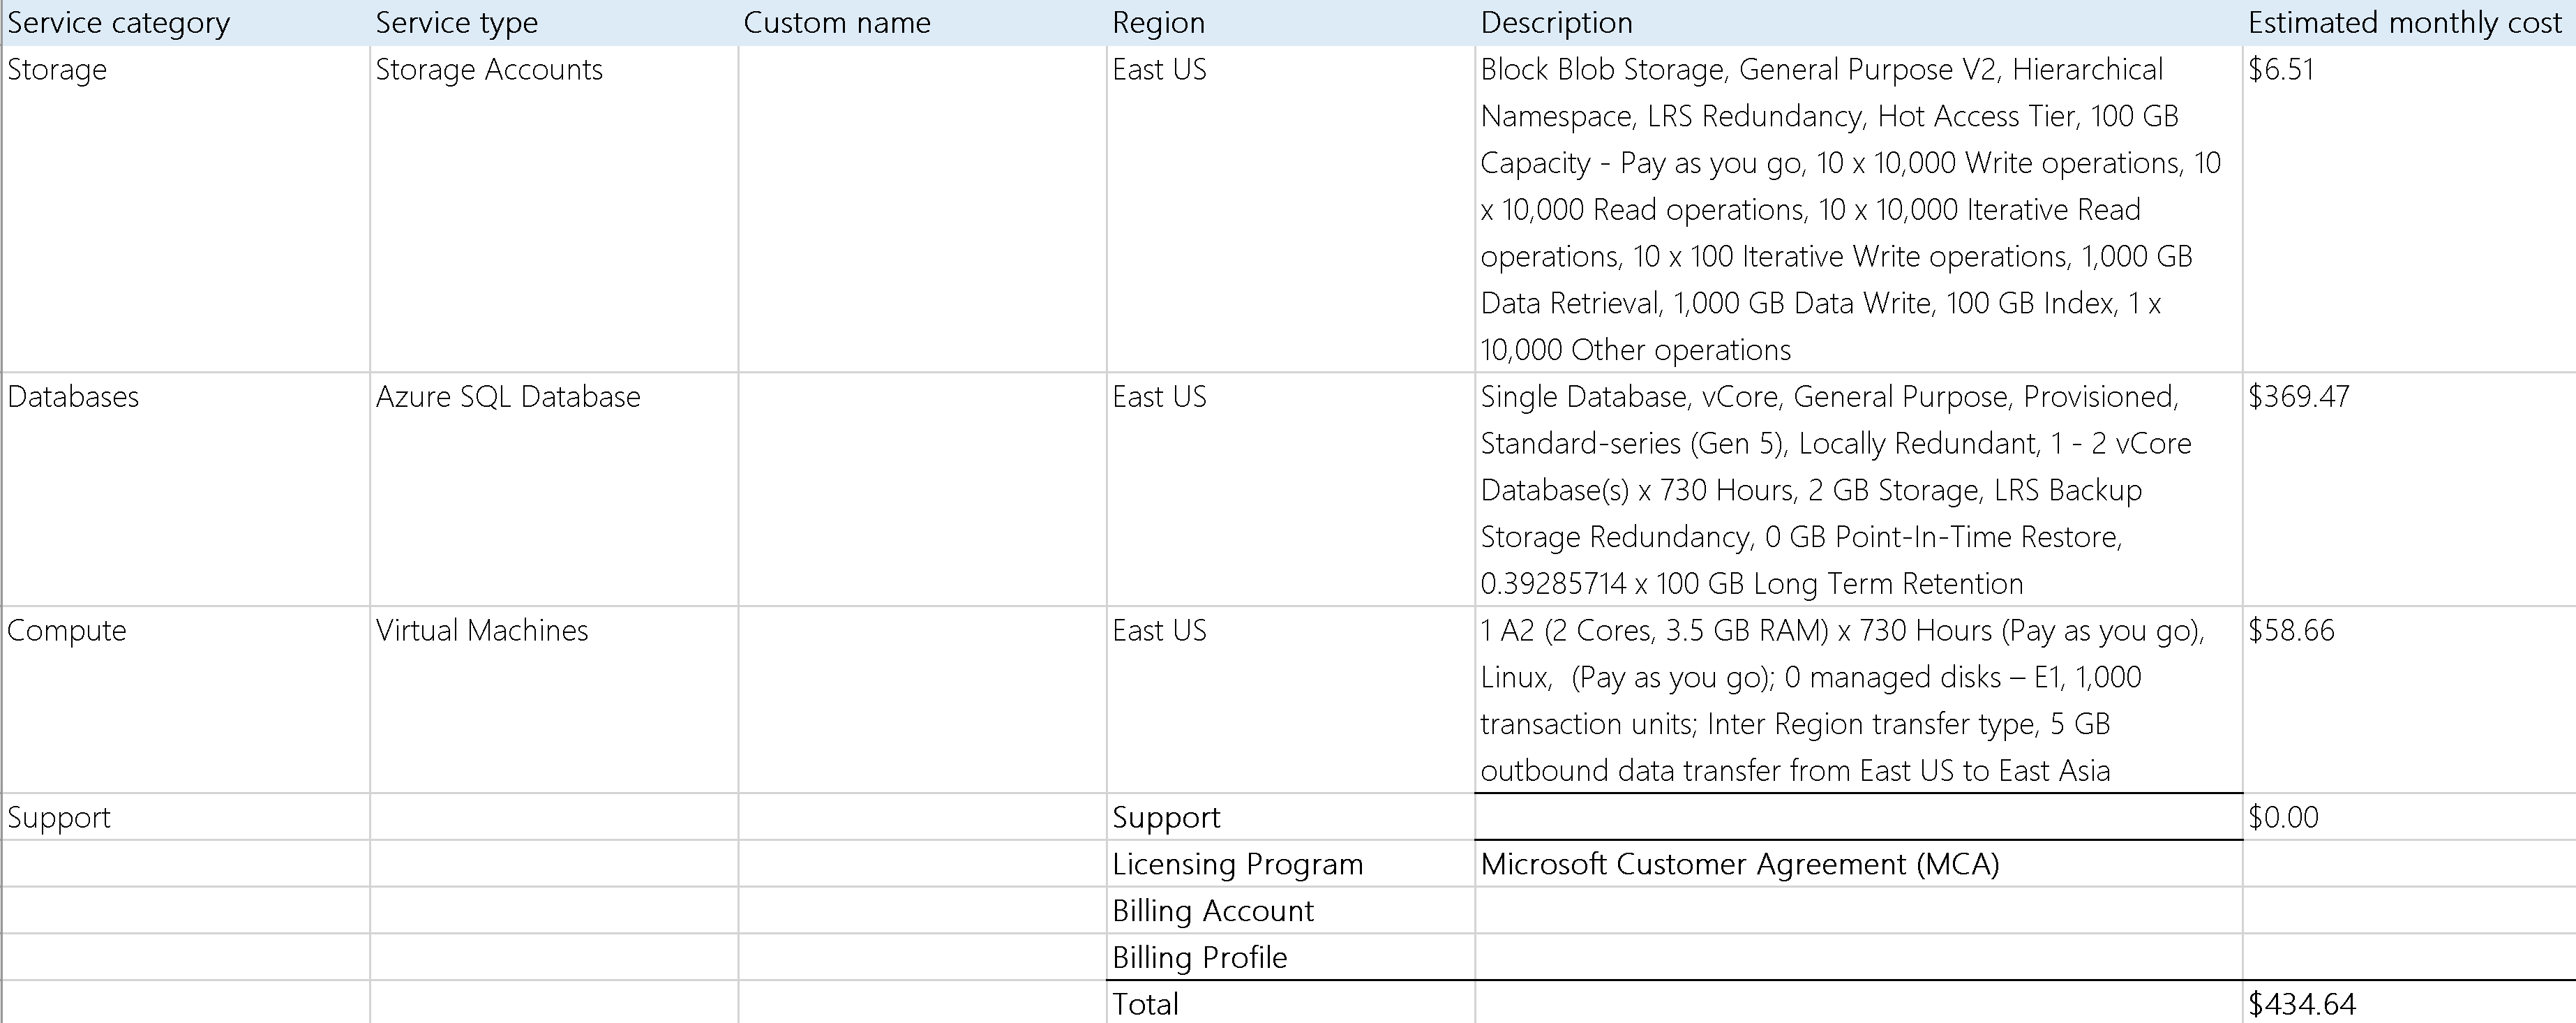 Service category Service type Custom name Region Description Estimated monthly cost
Storage Storage Accounts East US Block Blob Storage, General Purpose V2, Hierarchical $6.51
Namespace, LRS Redundancy, Hot Access Tier, 100 GB
Capacity - Pay as you go, 10 x 10,000 Write operations, 10
x 10,000 Read operations, 10 x 10,000 Iterative Read
operations, 10 x 100 Iterative Write operations, 1,000 GB
Data Retrieval, 1,000 GB Data Write, 100 GB Index, 1 x
10,000 Other operations
Databases Azure SQL Database East US Single Database, vCore, General Purpose, Provisioned, $369.47
Standard-series (Gen 5), Locally Redundant, 1 - 2 vCore
Database(s) x 730 Hours, 2 GB Storage, LRS Backup
Storage Redundancy, 0 GB Point-In-Time Restore,
0.39285714 x 100 GB Long Term Retention
Compute Virtual Machines East US 1 A2 (2 Cores, 3.5 GB RAM) x 730 Hours (Pay as you go), $58.66
Linux,  (Pay as you go); 0 managed disks – E1, 1,000
transaction units; Inter Region transfer type, 5 GB
outbound data transfer from East US to East Asia
Support Support $0.00
Licensing Program Microsoft Customer Agreement (MCA)
Billing Account
Billing Profile
Total $434.64